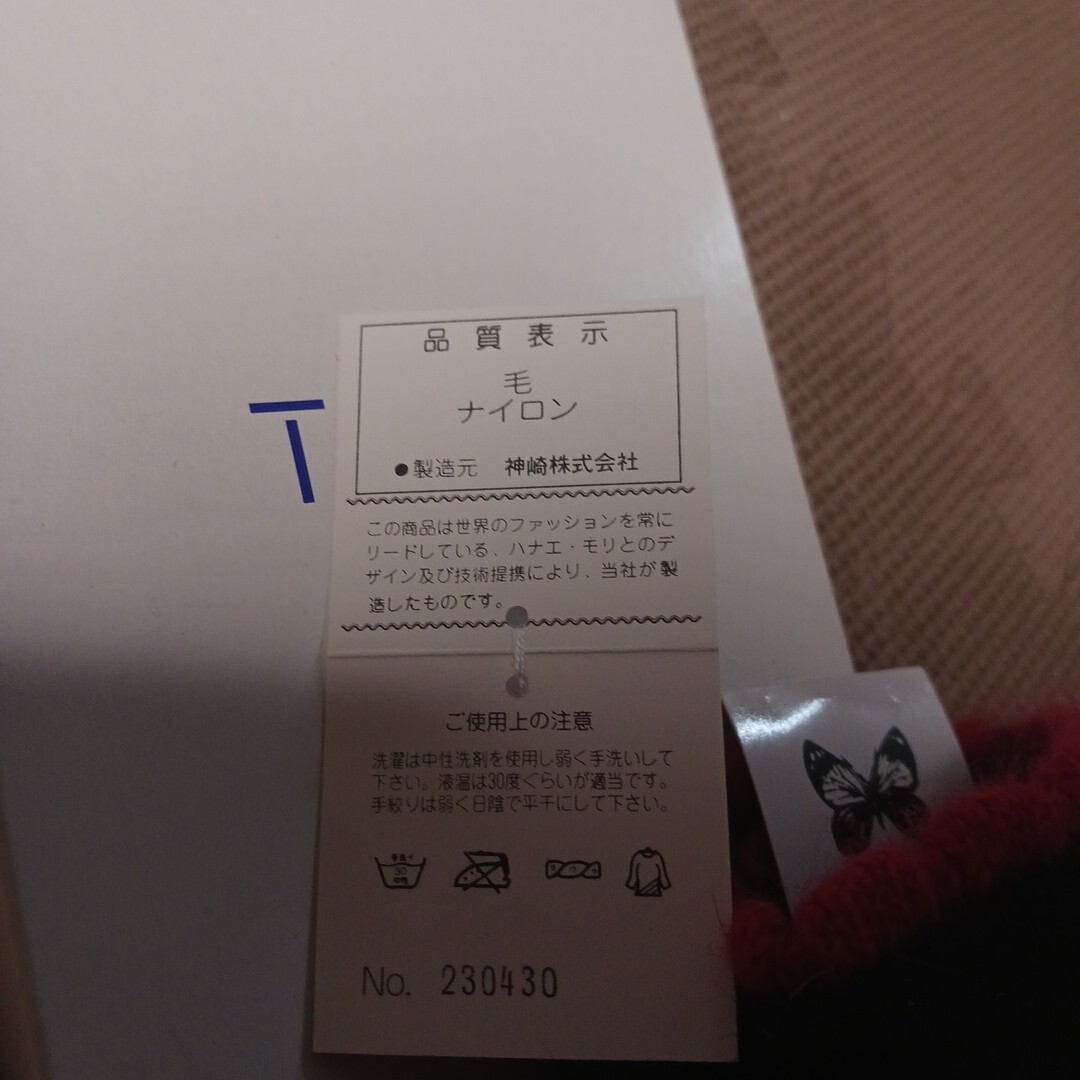 品質表示
毛
ナイロン
●製造元 神崎株式会社
この商品は世界のファッションを常に
リードしている、ハナエ・モリとのデ
ザイン及び技術提携により、当社が製
造したものです。
ご使用上の注意
洗濯は中性洗剤を使用し弱く手洗いして
下さい。液温は30度ぐらいが適当です。
手絞りは弱く日陰で平干にして下さい。
手洗イ
30
中性
No. 230430